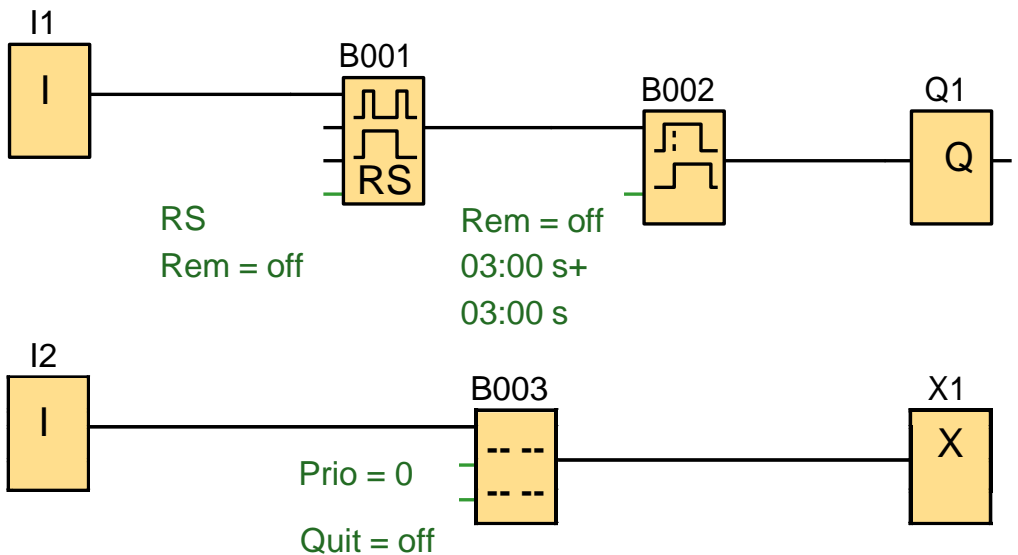 I1
I
B001
RS
RS
Rem = off
B002
Rem = off
03:00 s+
03:00 s
Q1
Q
I2
I
B003
Prio = 0
Quit = off
X1
X